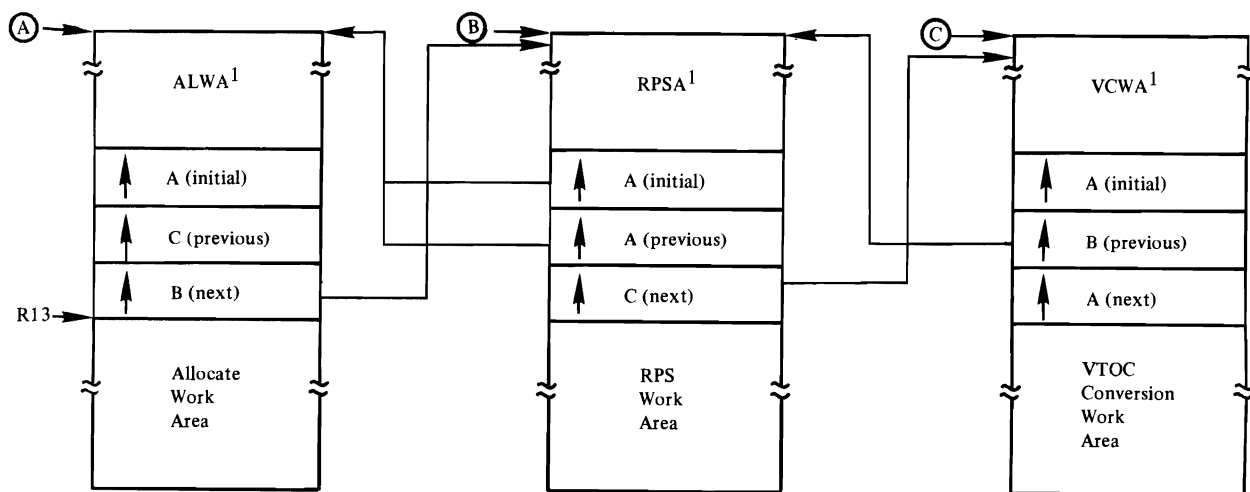 A
ALWA¹
A (initial)
C (previous)
B (next)
R13
Allocate
Work
Area
B
RPSA¹
A (initial)
A (previous)
C (next)
RPS
Work
Area
C
VCWA¹
A (initial)
B (previous)
A (next)
VTOC
Conversion
Work
Area